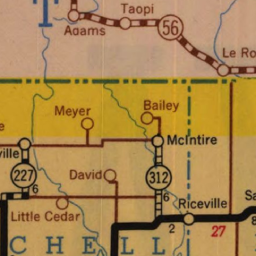 T
Taopi
Adams
56
Le Ro
Bailey
Meyer
McIntire
ville
227
6
David
312
6
Little Cedar
Riceville
2
27
8
CHELL